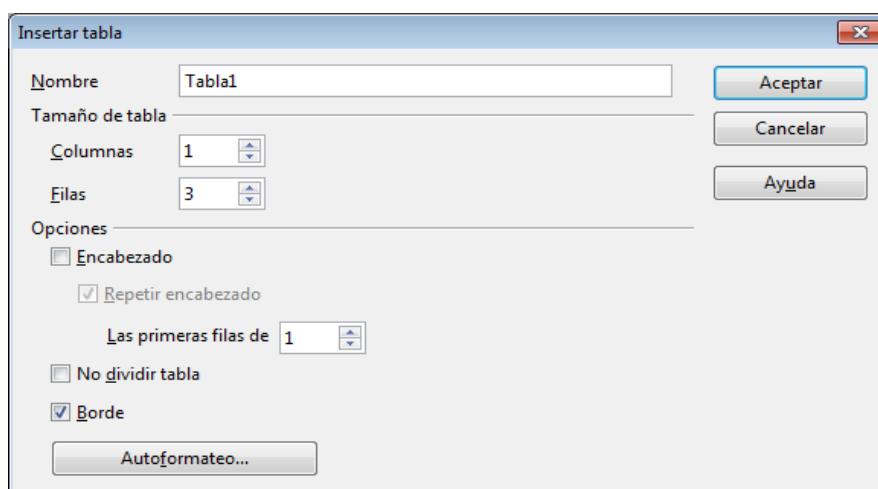 Insertar tabla
Nombre Tabla1 Aceptar
Tamaño de tabla
Cancelar
Columnas 1
Filas 3 Ayuda
Opciones
Encabezado
Repetir encabezado
Las primeras filas de 1
No dividir tabla
Borde
Autoformateo...